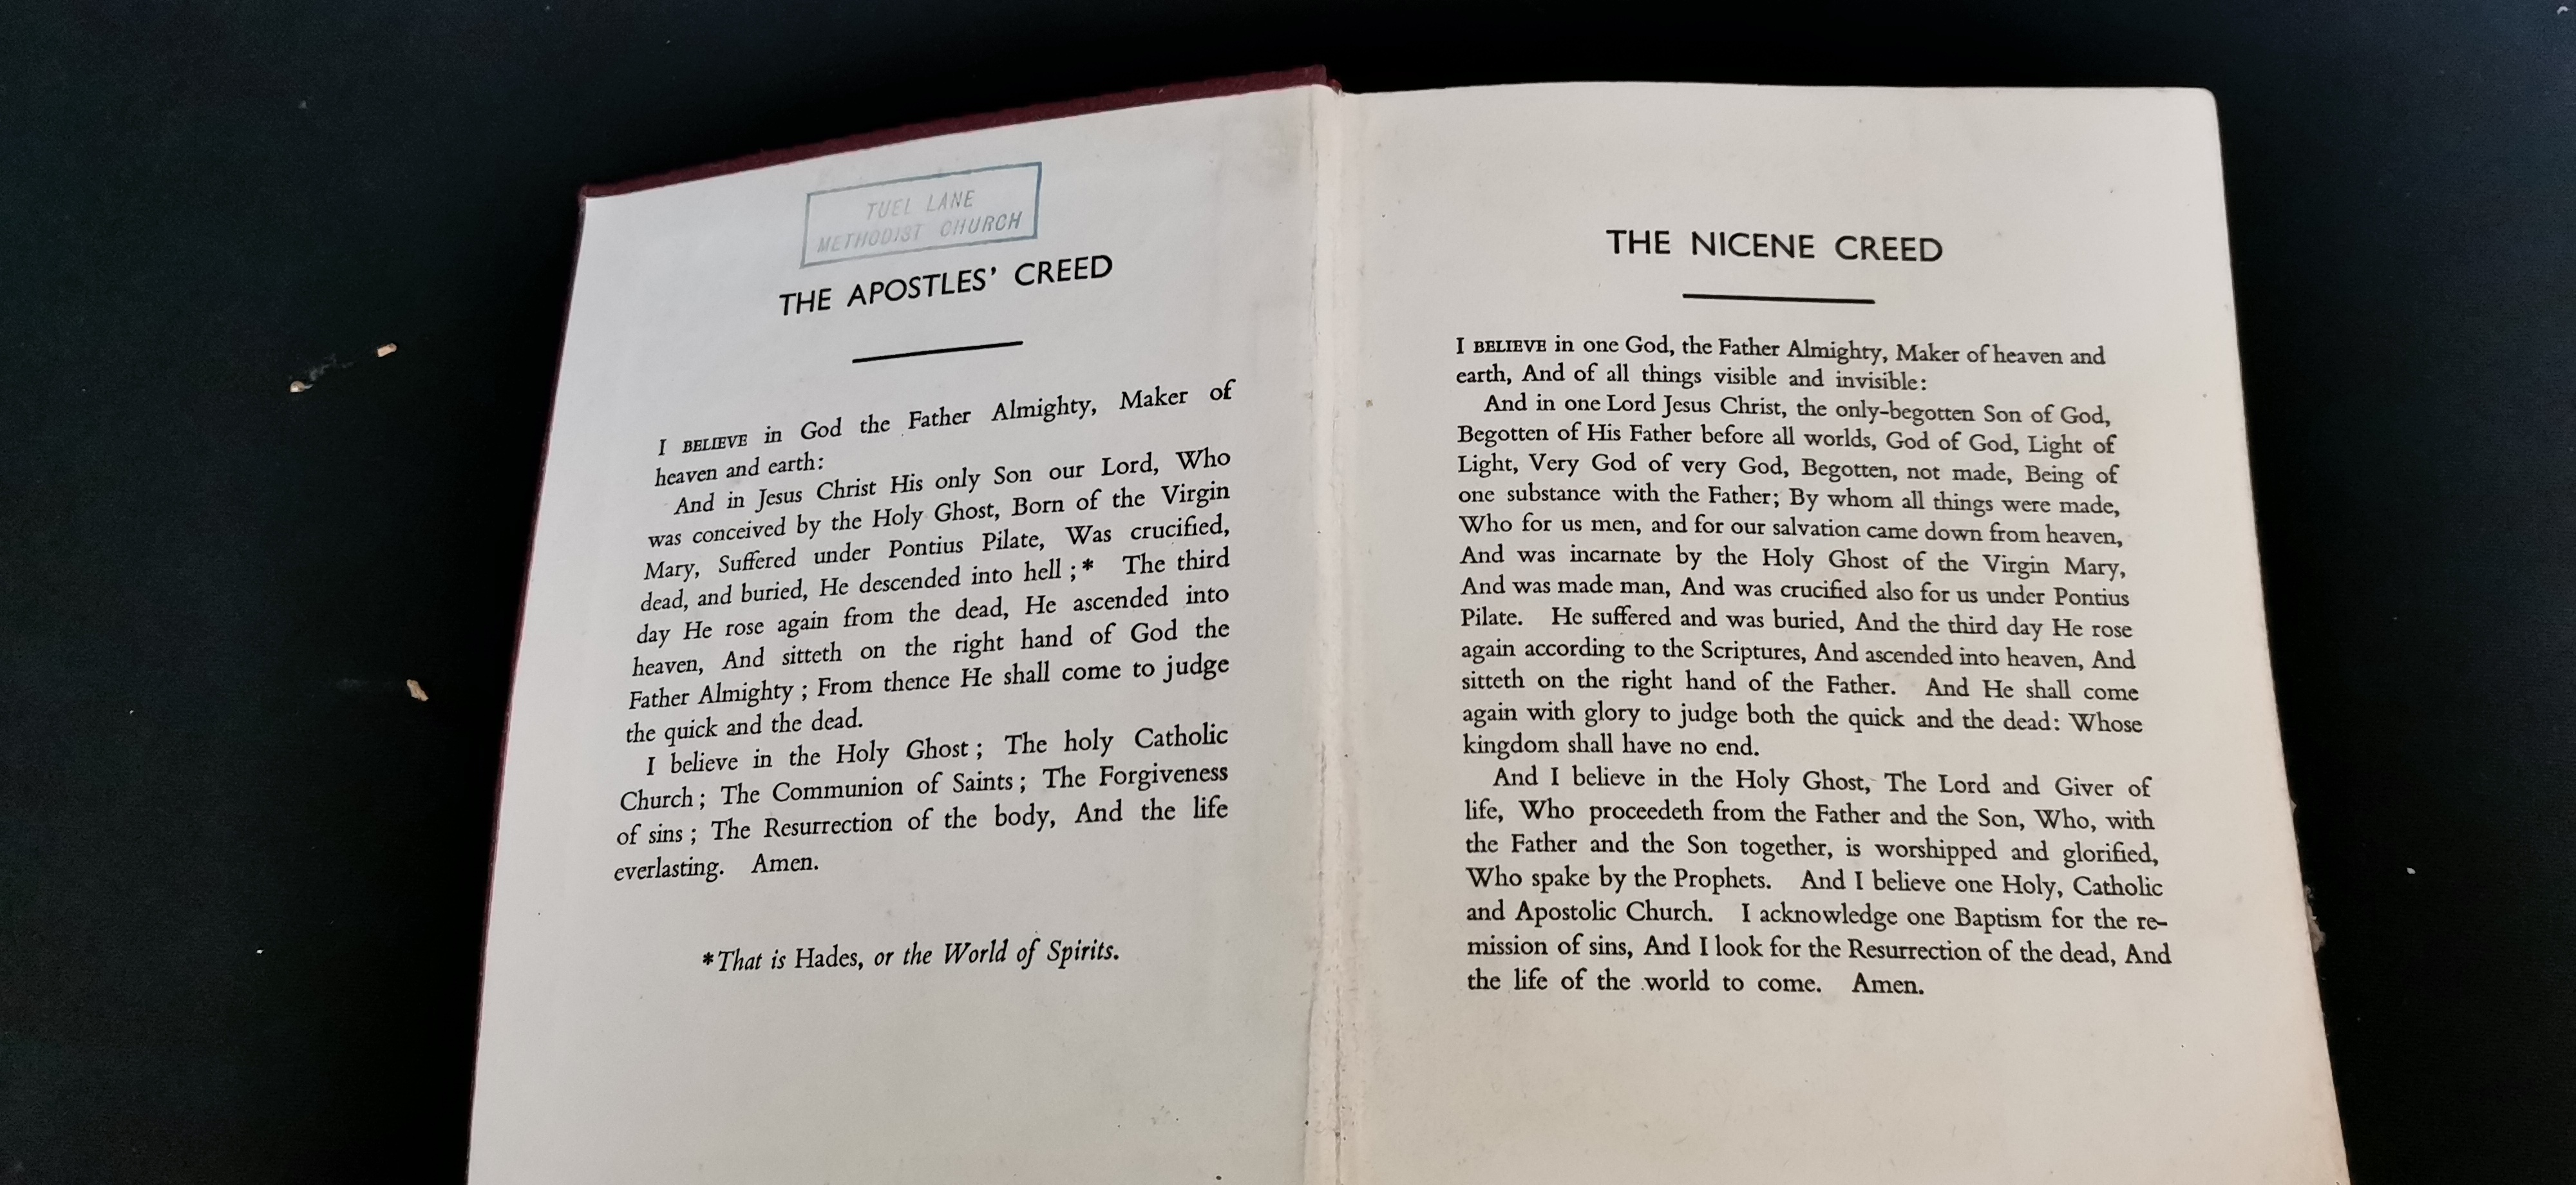 TUEL LANE
METHODIST CHURCH
THE APOSTLES' CREED
I BELIEVE in God the Father Almighty, Maker of
heaven and earth:
And in Jesus Christ His only Son our Lord, Who
was conceived by the Holy Ghost, Born of the Virgin
Mary, Suffered under Pontius Pilate, Was crucified,
dead, and buried, He descended into hell ;* The third
day He rose again from the dead, He ascended into
heaven, And sitteth on the right hand of God the
Father Almighty ; From thence He shall come to judge
the quick and the dead.
I believe in the Holy Ghost ; The holy Catholic
Church ; The Communion of Saints ; The Forgiveness
of sins ; The Resurrection of the body, And the life
everlasting. Amen.
*That is Hades, or the World of Spirits.
THE NICENE CREED
I BELIEVE in one God, the Father Almighty, Maker of heaven and
earth, And of all things visible and invisible:
And in one Lord Jesus Christ, the only-begotten Son of God,
Begotten of His Father before all worlds, God of God, Light of
Light, Very God of very God, Begotten, not made, Being of
one substance with the Father; By whom all things were made,
Who for us men, and for our salvation came down from heaven,
And was incarnate by the Holy Ghost of the Virgin Mary,
And was made man, And was crucified also for us under Pontius
Pilate. He suffered and was buried, And the third day He rose
again according to the Scriptures, And ascended into heaven, And
sitteth on the right hand of the Father. And He shall come
again with glory to judge both the quick and the dead: Whose
kingdom shall have no end.
And I believe in the Holy Ghost, The Lord and Giver of
life, Who proceedeth from the Father and the Son, Who, with
the Father and the Son together, is worshipped and glorified,
Who spake by the Prophets. And I believe one Holy, Catholic
and Apostolic Church. I acknowledge one Baptism for the re-
mission of sins, And I look for the Resurrection of the dead, And
the life of the world to come. Amen.